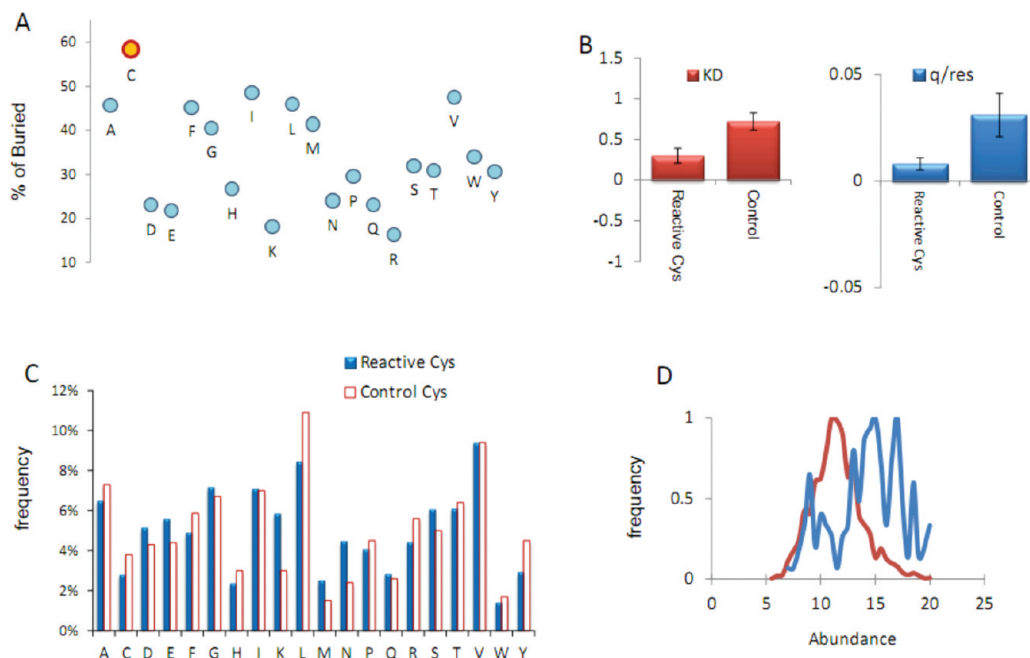 A
% of Buried
60
50
40
30
20
10
A
C
D
E
F
G
H
I
K
L
M
N
P
Q
R
S
T
V
W
Y
B
1.5
1
0.5
0
-0.5
-1
KD
Reactive Cys
Control
0.05
0
-0.05
q/res
Reactive Cys
Control
C
Reactive Cys
Control Cys
frequency
12%
10%
8%
6%
4%
2%
0%
A C D E F G H I K L M N P Q R S T V W Y
D
frequency
1
0.5
0
0 5 10 15 20 25
Abundance